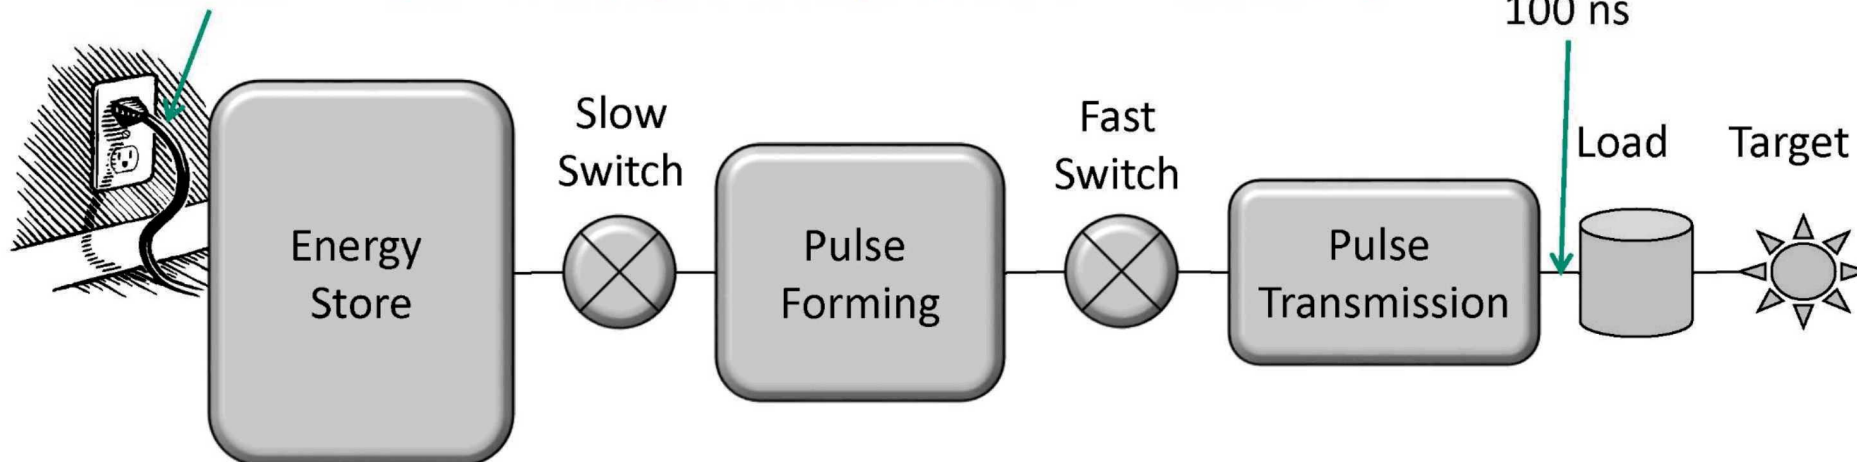 100 ns
Slow
Switch
Fast
Switch
Load
Target
Energy
Store
Pulse
Forming
Pulse
Transmission